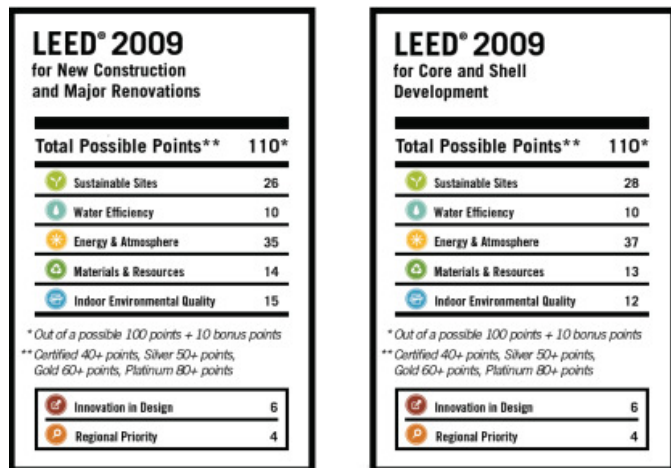 LEED® 2009
for New Construction
and Major Renovations
Total Possible Points** 110*
Sustainable Sites 26
Water Efficiency 10
Energy & Atmosphere 35
Materials & Resources 14
Indoor Environmental Quality 15
* Out of a possible 100 points + 10 bonus points
** Certified 40+ points, Silver 50+ points,
Gold 60+ points, Platinum 80+ points
Innovation in Design 6
Regional Priority 4
LEED® 2009
for Core and Shell
Development
Total Possible Points** 110*
Sustainable Sites 28
Water Efficiency 10
Energy & Atmosphere 37
Materials & Resources 13
Indoor Environmental Quality 12
* Out of a possible 100 points + 10 bonus points
** Certified 40+ points, Silver 50+ points,
Gold 60+ points, Platinum 80+ points
Innovation in Design 6
Regional Priority 4